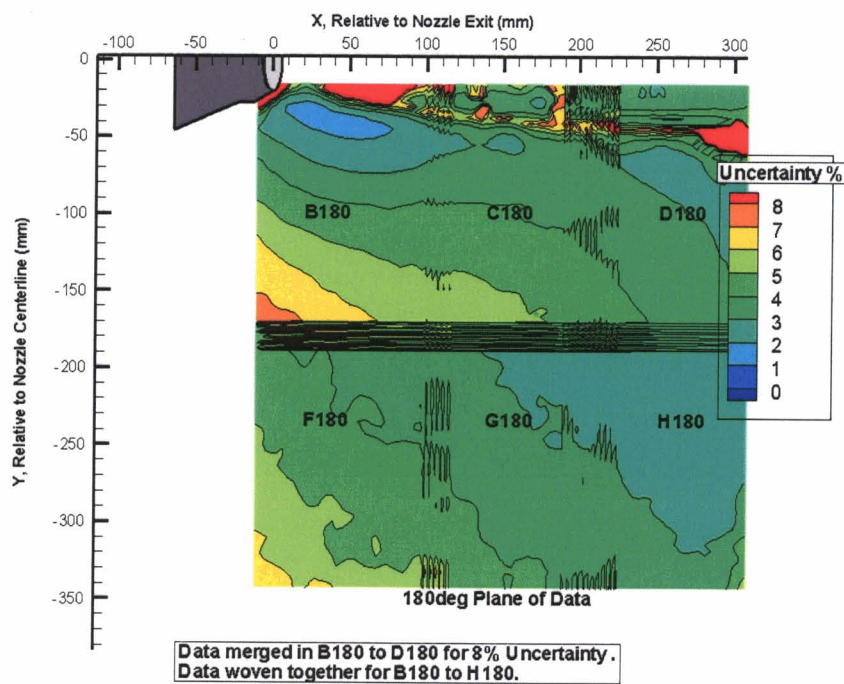 X, Relative to Nozzle Exit (mm)
-100 -50 0 50 100 150 200 250 300
0
-50
-100
-150
-200
-250
-300
-350
Y, Relative to Nozzle Centerline (mm)
B180 C180 D180
F180 G180 H180
Uncertainty %
8
7
6
5
4
3
2
1
0
180deg Plane of Data
Data merged in B180 to D180 for 8% Uncertainty.
Data woven together for B180 to H180.